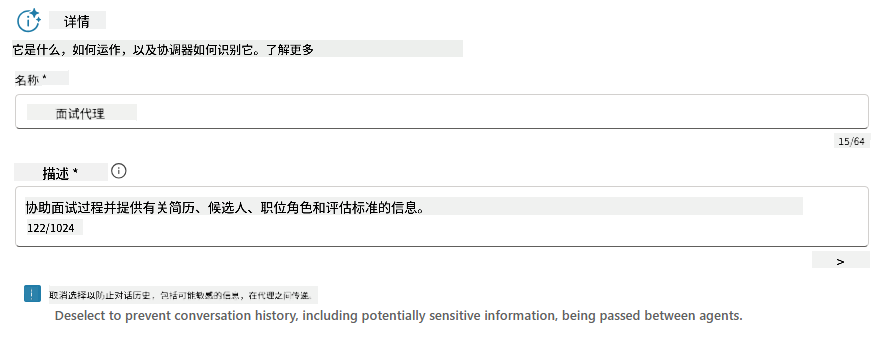 详情
它是什么，如何运作，以及协调器如何识别它。了解更多
名称 *
面试代理
15/64
描述 *
协助面试过程并提供有关简历、候选人、职位角色和评估标准的信息。
122/1024
>
取消选择以防止对话历史，包括可能敏感的信息，在代理之间传递。
Deselect to prevent conversation history, including potentially sensitive information, being passed between agents.